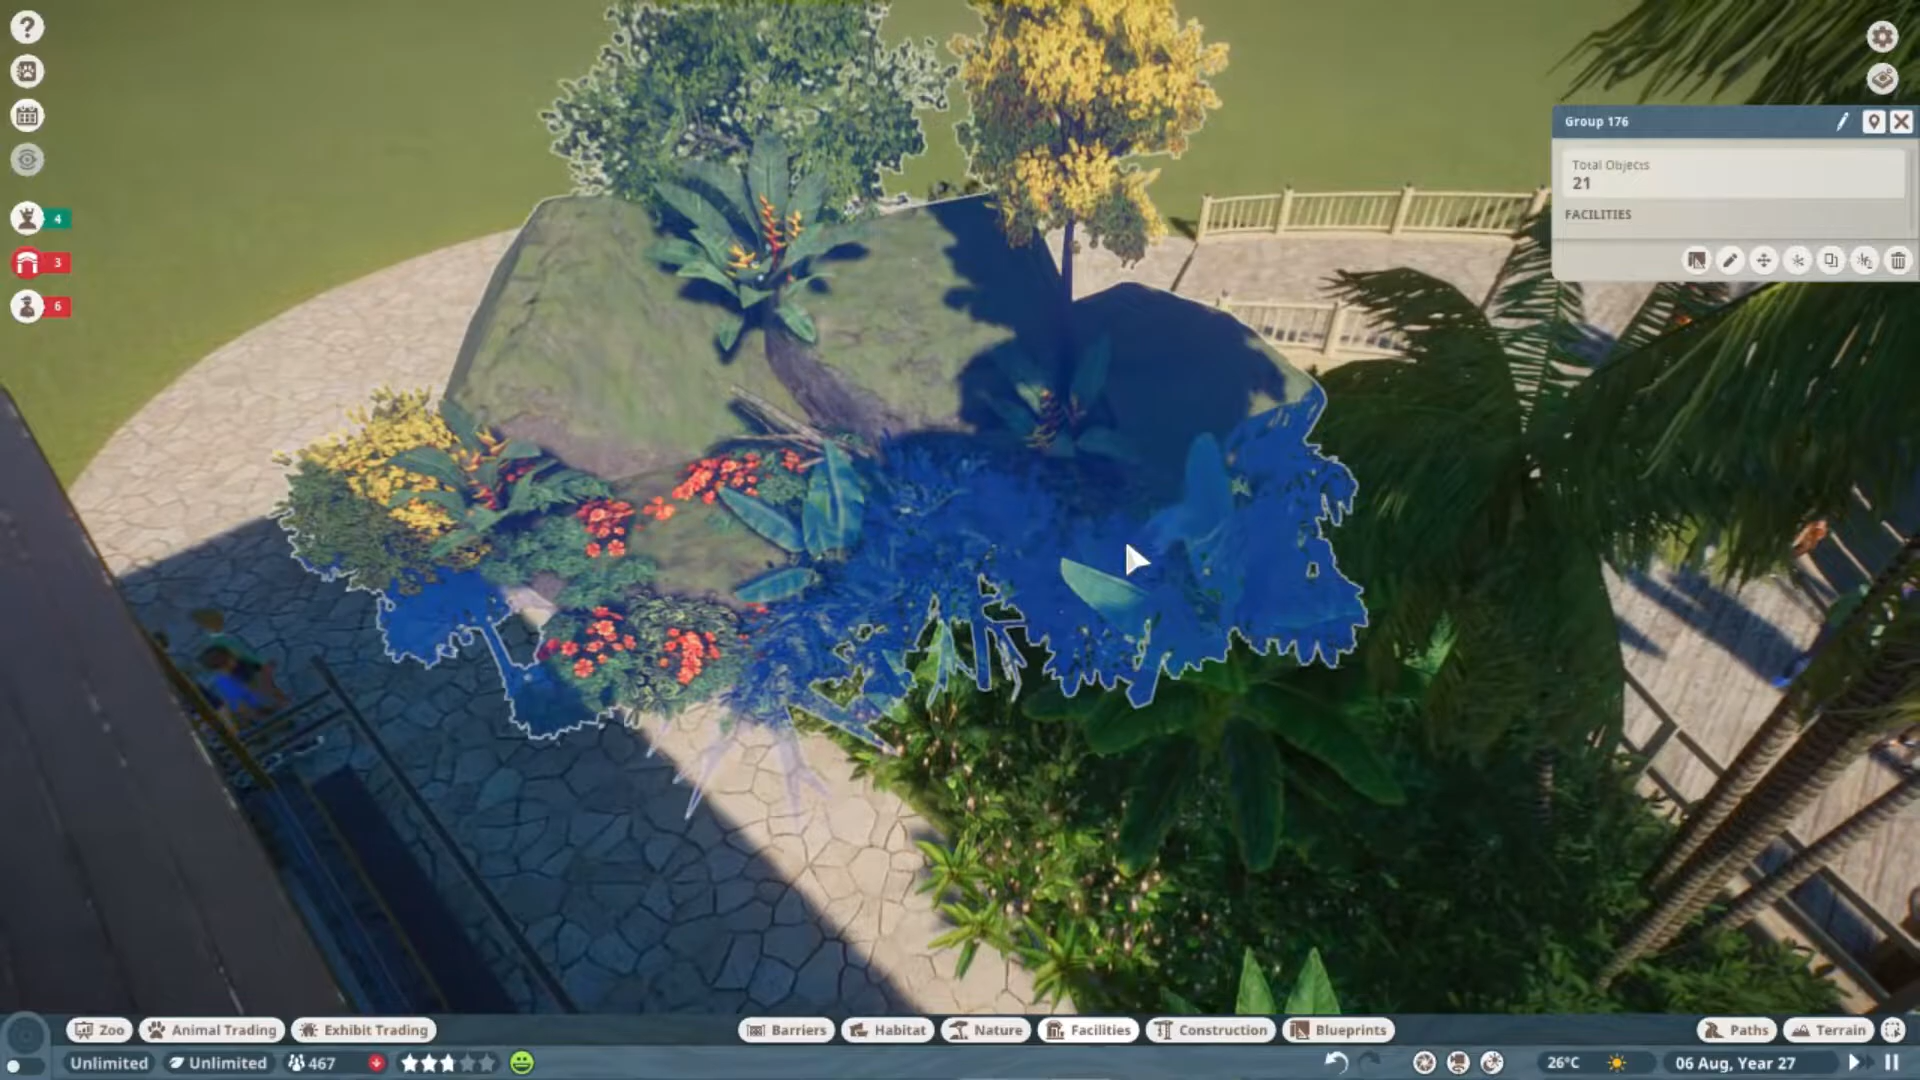 ?
4
3
6
Group 176
Total Objects
21
FACILITIES
Zoo
Animal Trading
Exhibit Trading
Barriers
Habitat
Nature
Facilities
Construction
Blueprints
Paths
Terrain
Unlimited
Unlimited
467
26°C
06 Aug, Year 27